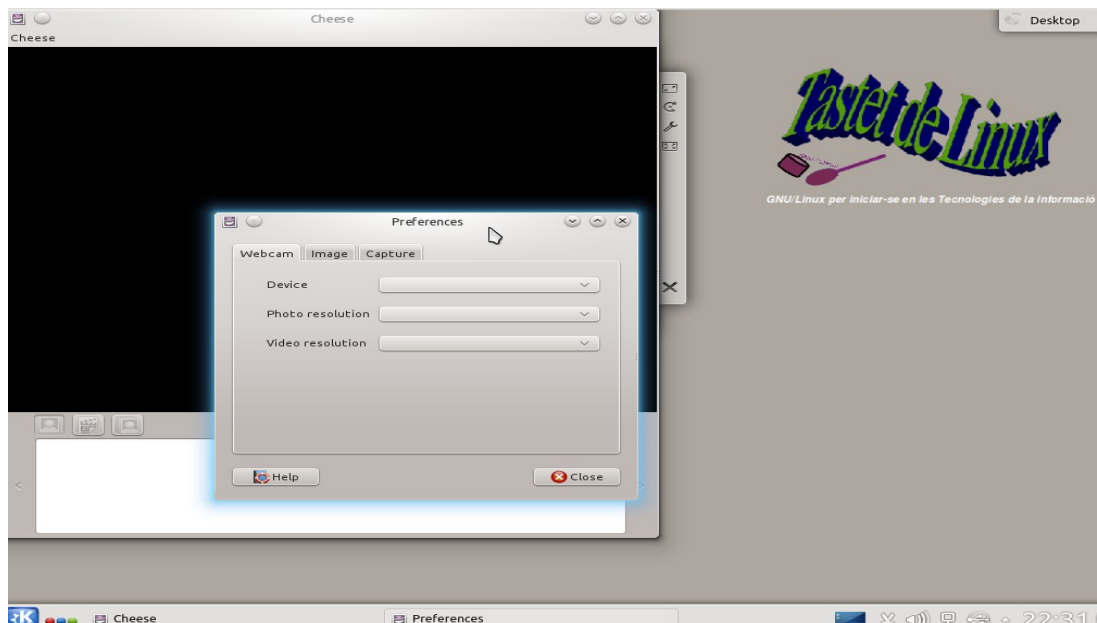 Cheese
Desktop
Cheese
Tastet de Linux
GNU/Linux per iniciar-se en les Tecnologies de la Informació
Preferences
Webcam Image Capture
Device
Photo resolution
Video resolution
Help Close
Cheese Preferences 22:31